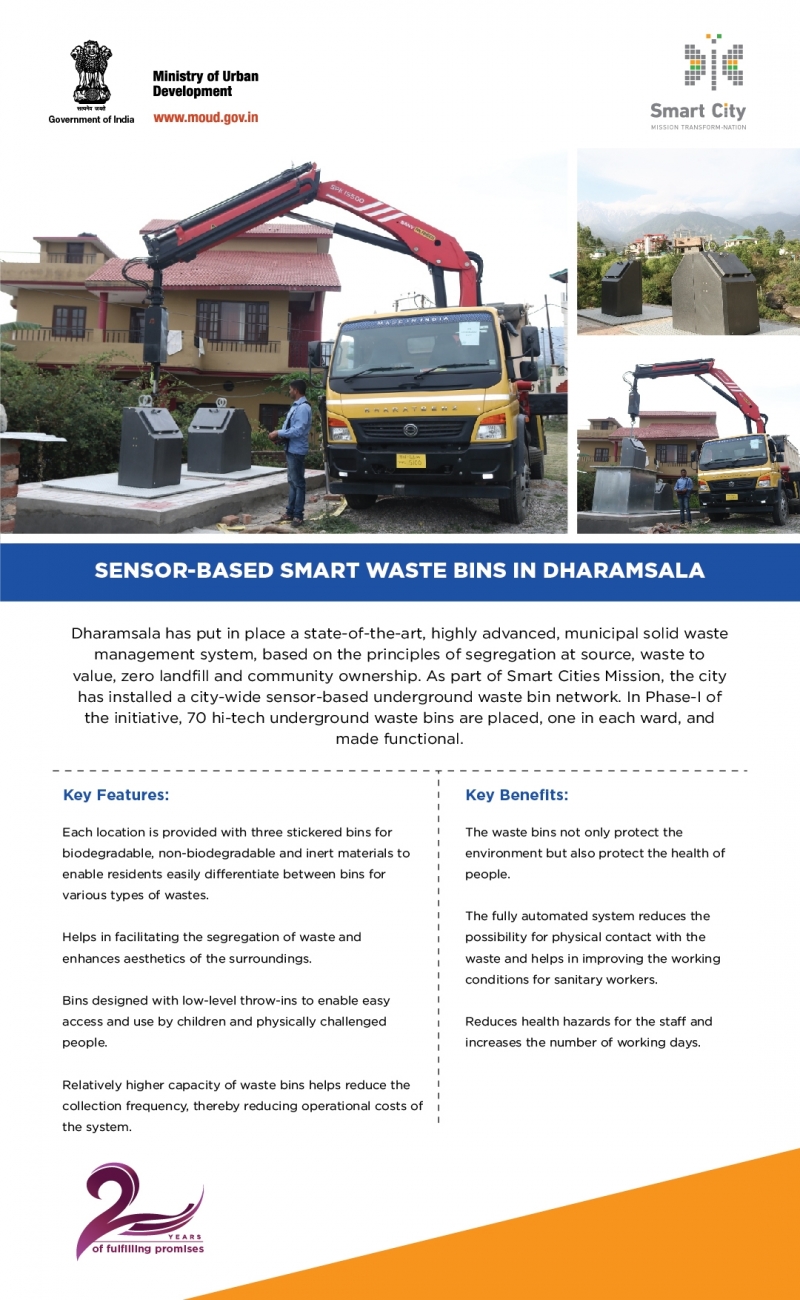 Ministry of Urban
Development
सत्यमेव जयते
Government of India
www.moud.gov.in
Smart City
MISSION TRANSFORM-NATION
MADE IN INDIA
BHARATBENZ
SENSOR-BASED SMART WASTE BINS IN DHARAMSALA
Dharamsala has put in place a state-of-the-art, highly advanced, municipal solid waste
management system, based on the principles of segregation at source, waste to
value, zero landfill and community ownership. As part of Smart Cities Mission, the city
has installed a city-wide sensor-based underground waste bin network. In Phase-I of
the initiative, 70 hi-tech underground waste bins are placed, one in each ward, and
made functional.
Key Features:
Each location is provided with three stickered bins for
biodegradable, non-biodegradable and inert materials to
enable residents easily differentiate between bins for
various types of wastes.
Helps in facilitating the segregation of waste and
enhances aesthetics of the surroundings.
Bins designed with low-level throw-ins to enable easy
access and use by children and physically challenged
people.
Relatively higher capacity of waste bins helps reduce the
collection frequency, thereby reducing operational costs of
the system.
Key Benefits:
The waste bins not only protect the
environment but also protect the health of
people.
The fully automated system reduces the
possibility for physical contact with the
waste and helps in improving the working
conditions for sanitary workers.
Reduces health hazards for the staff and
increases the number of working days.
2
YEARS
of fulfilling promises